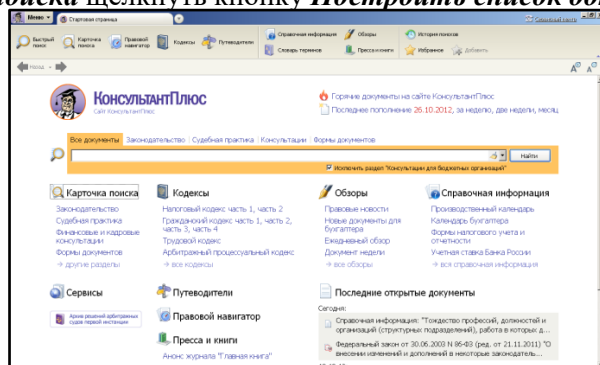 поиска щелкнуть кнопку Построить список
Меню
Стартовая страница
Быстрый поиск
Карточка поиска
Правовой навигатор
Кодексы
Путеводители
Справочная информация
Словарь терминов
Обзоры
Пресса и книги
История поисков
Избранное
Добавить
Назад
КонсультантПлюс
Сайт КонсультантПлюс
Горячие документы на сайте КонсультантПлюс
Последнее пополнение 26.10.2012, за неделю, две недели, месяц
Все документы Законодательство Судебная практика Консультации Формы документов
Найти
Исключить раздел "Консультации для бюджетных организаций"
Карточка поиска
Законодательство
Судебная практика
Финансовые и кадровые
консультации
Формы документов
→ другие разделы
Кодексы
Налоговый кодекс часть 1, часть 2
Гражданский кодекс часть 1, часть 2,
часть 3, часть 4
Трудовой кодекс
Арбитражный процессуальный кодекс
→ все кодексы
Обзоры
Правовые новости
Новые документы для
бухгалтера
Ежедневный обзор
Документ недели
→ все обзоры
Справочная информация
Производственный календарь
Календарь бухгалтера
Формы налогового учета и
отчетности
Учетная ставка Банка России
→ вся справочная информация
Сервисы
Архив решений арбитражных
судов первой инстанции
Путеводители
Правовой навигатор
Пресса и книги
Анонс журнала "Главная книга"
Последние открытые документы
Сегодня:
Справочная информация: "Тождество профессий, должностей и
организаций (структурных подразделений), работа в которых д...
Федеральный закон от 30.06.2003 N 86-ФЗ (ред. от 21.11.2011) "О
внесении изменений и дополнений в некоторые законодатель...